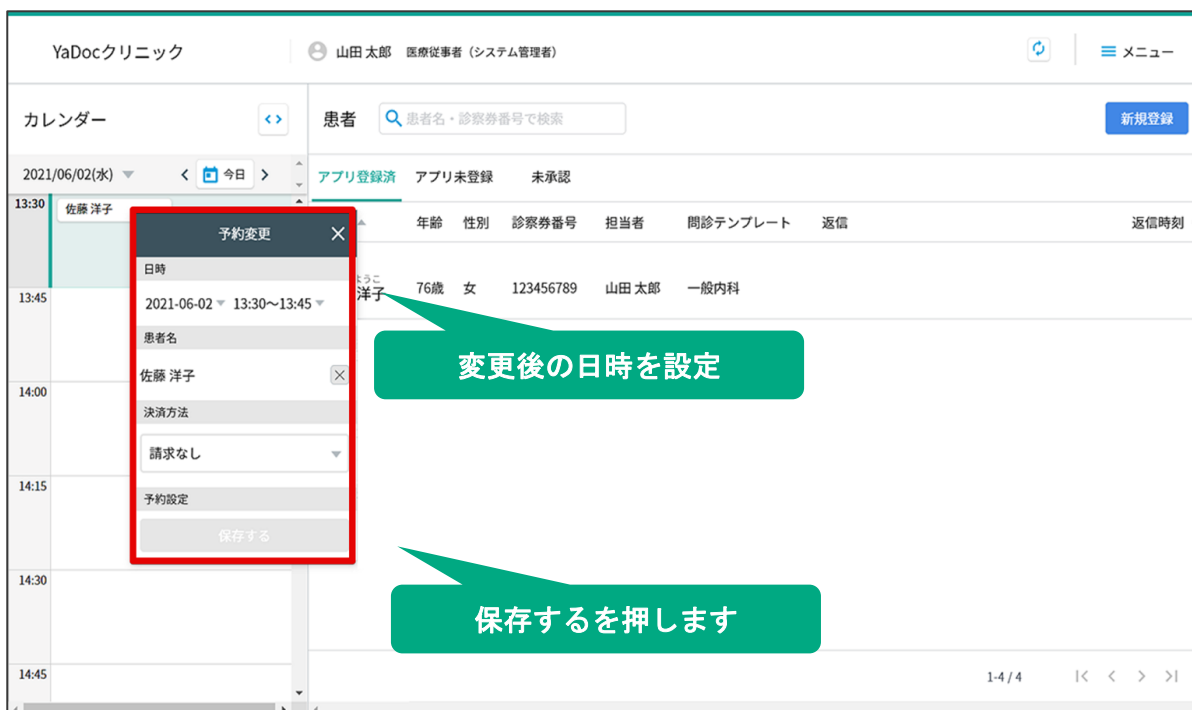 YaDocクリニック
山田 太郎 医療従事者（システム管理者）
メニュー
カレンダー
患者
患者名・診察券番号で検索
新規登録
2021/06/02(水)
今日
アプリ登録済
アプリ未登録
未承認
年齢 性別 診察券番号 担当者 問診テンプレート 返信 返信時刻
ようこ
洋子 76歳 女 123456789 山田 太郎 一般内科
13:30
佐藤 洋子
13:45
14:00
14:15
14:30
14:45
予約変更
日時
2021-06-02 13:30〜13:45
患者名
佐藤 洋子
決済方法
請求なし
予約設定
保存する
変更後の日時を設定
保存するを押します
1-4 / 4